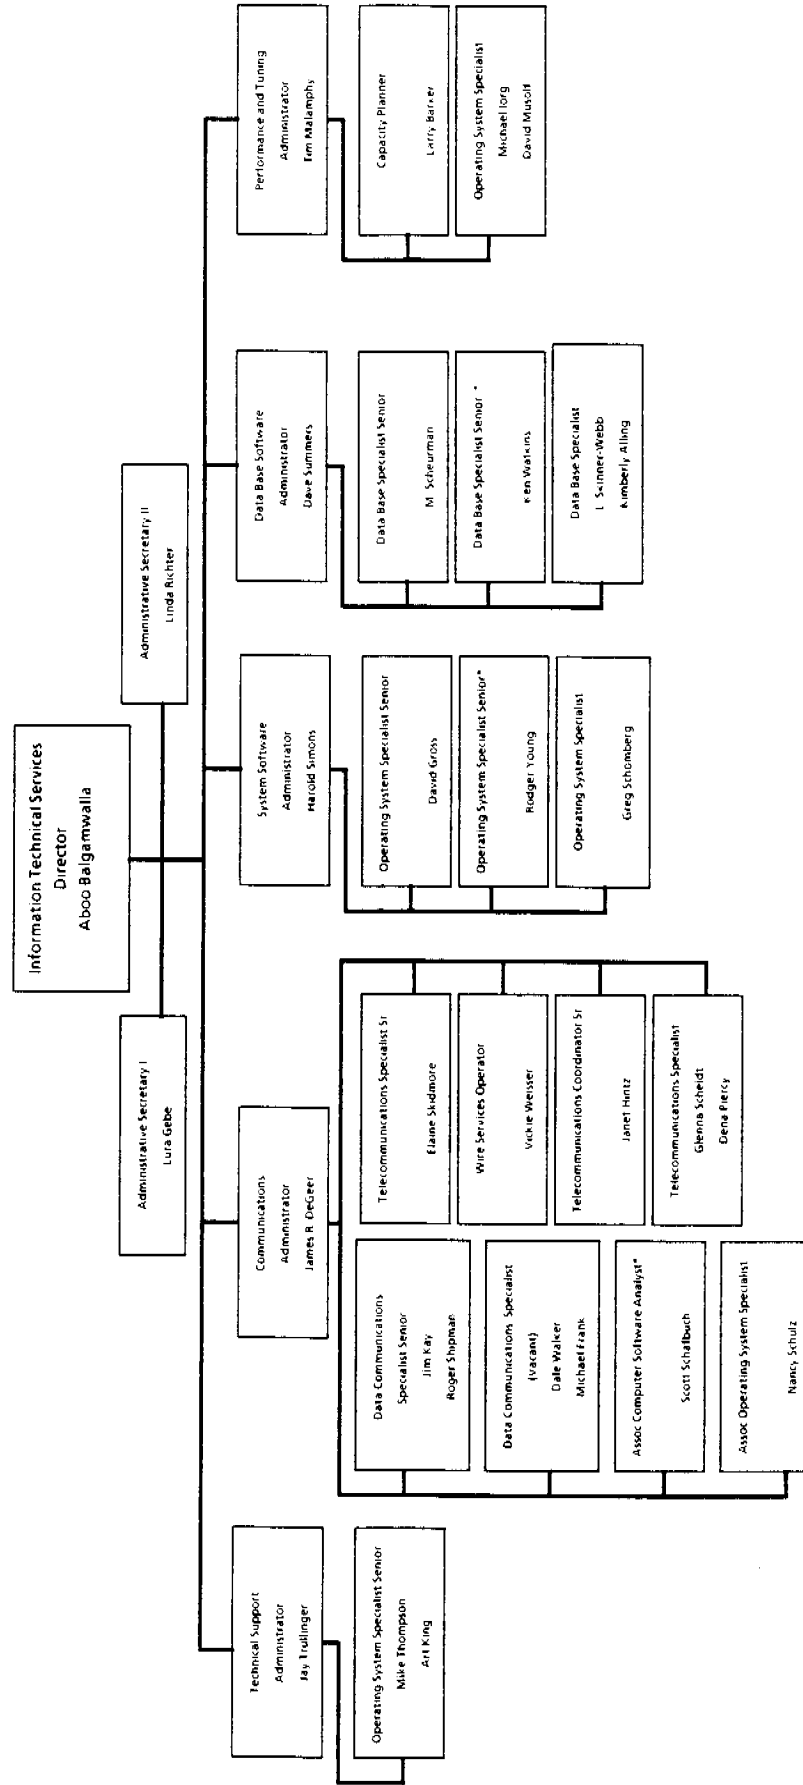 Information Technical Services
Director
Aboo Balgamwalla
Administrative Secretary I
Lura Gebe
Administrative Secretary II
Linda Richter
Technical Support
Administrator
Jay Trullinger
Operating System Specialist Senior
Mike Thompson
Art King
Communications
Administrator
James R. DeGeer
Data Communications
Specialist Senior
Jim Kay
Roger Shipman
Data Communications Specialist
(vacant)
Dale Walker
Michael Frank
Assoc Computer Software Analyst*
Scott Schafbuch
Assoc Operating System Specialist
Nancy Schulz
Telecommunications Specialist Sr
Elaine Skidmore
Wire Services Operator
Vickie Weisser
Telecommunications Coordinator Sr
Janet Hintz
Telecommunications Specialist
Glenna Scheidt
Dena Piercy
System Software
Administrator
Harold Simons
Operating System Specialist Senior
David Gross
Operating System Specialist Senior*
Rodger Young
Operating System Specialist
Greg Schomberg
Data Base Software
Administrator
Dave Summers
Data Base Specialist Senior
M. Scheurman
Data Base Specialist Senior *
Ken Watkins
Data Base Specialist
L Skinner-Webb
Kimberly Alling
Performance and Tuning
Administrator
Tim Malamphy
Capacity Planner
Larry Barker
Operating System Specialist
Michael Iorg
David Musolf